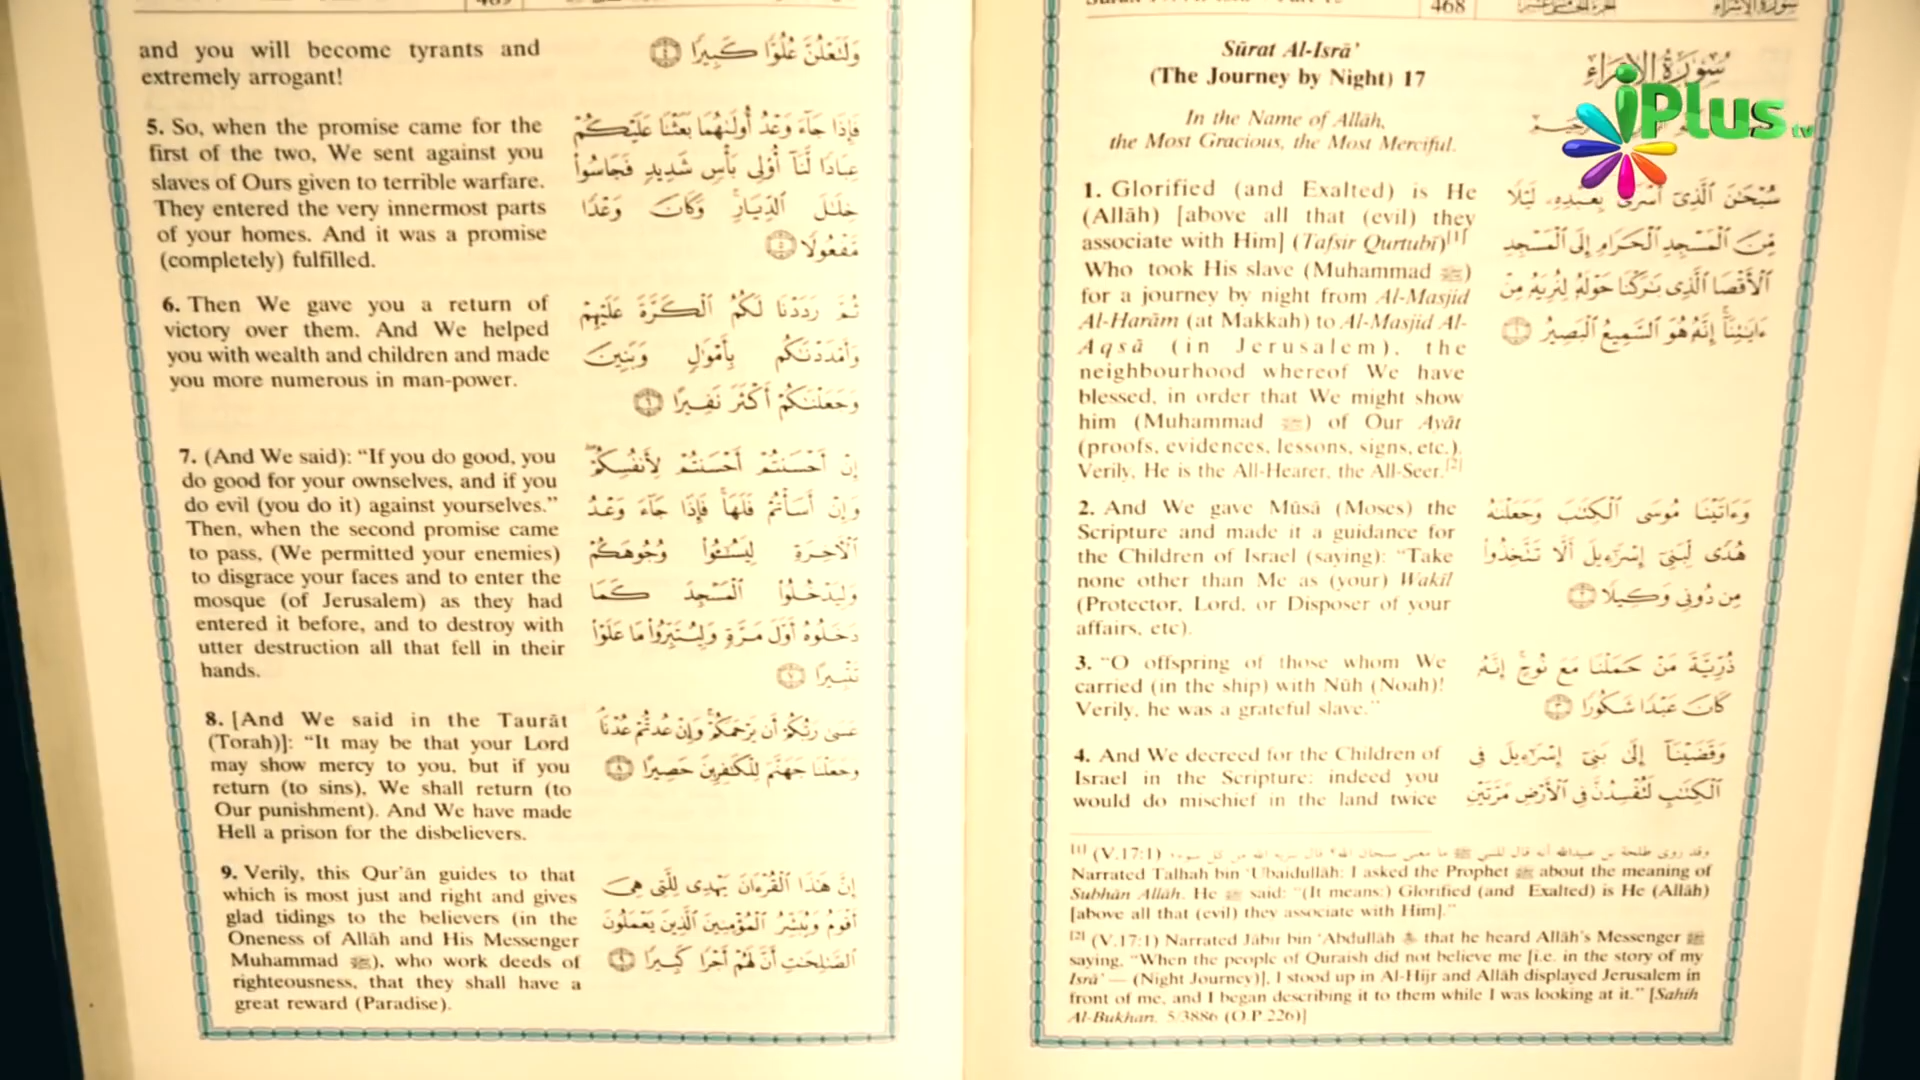 468
Sūrat Al-Isrā’
(The Journey by Night) 17
In the Name of Allāh,
the Most Gracious, the Most Merciful.
iPlus tv
1. Glorified (and Exalted) is He
(Allāh) [above all that (evil) they
associate with Him] (Tafsir Qurtubī)[1]
Who took His slave (Muhammad ﷺ)
for a journey by night from Al-Masjid
Al-Harām (at Makkah) to Al-Masjid Al-
Aqsā (in Jerusalem), the
neighbourhood whereof We have
blessed, in order that We might show
him (Muhammad ﷺ) of Our Ayāt
(proofs, evidences, lessons, signs, etc.).
Verily, He is the All-Hearer, the All-Seer.[2]
2. And We gave Mūsā (Moses) the
Scripture and made it a guidance for
the Children of Israel (saying): “Take
none other than Me as (your) Wakīl
(Protector, Lord, or Disposer of your
affairs, etc).
3. “O offspring of those whom We
carried (in the ship) with Nūh (Noah)!
Verily, he was a grateful slave.”
4. And We decreed for the Children of
Israel in the Scripture: indeed you
would do mischief in the land twice
سُورَةُ الإِسْرَاءِ
سُبْحَٰنَ ٱلَّذِىٓ أَسْرَىٰ بِعَبْدِهِۦ لَيْلًا
مِّنَ ٱلْمَسْجِدِ ٱلْحَرَامِ إِلَى ٱلْمَسْجِدِ
ٱلْأَقْصَا ٱلَّذِى بَٰرَكْنَا حَوْلَهُۥ لِنُرِيَهُۥ مِنْ
ءَايَٰتِنَآ إِنَّهُۥ هُوَ ٱلسَّمِيعُ ٱلْبَصِيرُ ١
وَءَاتَيْنَا مُوسَى ٱلْكِتَٰبَ وَجَعَلْنَٰهُ
هُدًى لِّبَنِىٓ إِسْرَٰٓءِيلَ أَلَّا تَتَّخِذُوا۟
مِن دُونِى وَكِيلًا ٢
ذُرِّيَّةَ مَنْ حَمَلْنَا مَعَ نُوحٍ إِنَّهُۥ
كَانَ عَبْدًا شَكُورًا ٣
وَقَضَيْنَآ إِلَىٰ بَنِىٓ إِسْرَٰٓءِيلَ فِى
ٱلْكِتَٰبِ لَتُفْسِدُنَّ فِى ٱلْأَرْضِ مَرَّتَيْنِ
[1] (V.17:1)
Narrated Talhah bin ‘Ubaidullāh: I asked the Prophet ﷺ about the meaning of
Subhān Allāh. He ﷺ said: “(It means:) Glorified (and Exalted) is He (Allāh)
[above all that (evil) they associate with Him].”
[2] (V.17:1) Narrated Jābir bin ‘Abdullāh that he heard Allāh’s Messenger ﷺ
saying, “When the people of Quraish did not believe me [i.e. in the story of my
Isrā’ — (Night Journey)], I stood up in Al-Hijr and Allāh displayed Jerusalem in
front of me, and I began describing it to them while I was looking at it.” [Sahih
Al-Bukhari, 5/3886 (O.P.226)]
and you will become tyrants and
extremely arrogant!
5. So, when the promise came for the
first of the two, We sent against you
slaves of Ours given to terrible warfare.
They entered the very innermost parts
of your homes. And it was a promise
(completely) fulfilled.
6. Then We gave you a return of
victory over them. And We helped
you with wealth and children and made
you more numerous in man-power.
7. (And We said): “If you do good, you
do good for your ownselves, and if you
do evil (you do it) against yourselves.”
Then, when the second promise came
to pass, (We permitted your enemies)
to disgrace your faces and to enter the
mosque (of Jerusalem) as they had
entered it before, and to destroy with
utter destruction all that fell in their
hands.
8. [And We said in the Taurāt
(Torah)]: “It may be that your Lord
may show mercy to you, but if you
return (to sins), We shall return (to
Our punishment). And We have made
Hell a prison for the disbelievers.
9. Verily, this Qur’ān guides to that
which is most just and right and gives
glad tidings to the believers (in the
Oneness of Allāh and His Messenger
Muhammad ﷺ), who work deeds of
righteousness, that they shall have a
great reward (Paradise).
وَلَتَعْلُنَّ عُلُوًّا كَبِيرًا ٤
فَإِذَا جَآءَ وَعْدُ أُولَىٰهُمَا بَعَثْنَا عَلَيْكُمْ
عِبَادًا لَّنَآ أُو۟لِى بَأْسٍ شَدِيدٍ فَجَاسُوا۟
خِلَٰلَ ٱلدِّيَارِ وَكَانَ وَعْدًا
مَّفْعُولًا ٥
ثُمَّ رَدَدْنَا لَكُمُ ٱلْكَرَّةَ عَلَيْهِمْ
وَأَمْدَدْنَٰكُم بِأَمْوَٰلٍ وَبَنِينَ
وَجَعَلْنَٰكُمْ أَكْثَرَ نَفِيرًا ٦
إِنْ أَحْسَنتُمْ أَحْسَنتُمْ لِأَنفُسِكُمْ
وَإِنْ أَسَأْتُمْ فَلَهَا فَإِذَا جَآءَ وَعْدُ
ٱلْءَاخِرَةِ لِيَسُۥٓـُٔوا۟ وُجُوهَكُمْ
وَلِيَدْخُلُوا۟ ٱلْمَسْجِدَ كَمَا
دَخَلُوهُ أَوَّلَ مَرَّةٍ وَلِيُتَبِّرُوا۟ مَا عَلَوْا۟
تَتْبِيرًا ٧
عَسَىٰ رَبُّكُمْ أَن يَرْحَمَكُمْ وَإِنْ عُدتُّمْ عُدْنَا
وَجَعَلْنَا جَهَنَّمَ لِلْكَٰفِرِينَ حَصِيرًا ٨
إِنَّ هَٰذَا ٱلْقُرْءَانَ يَهْدِى لِلَّتِى هِىَ
أَقْوَمُ وَيُبَشِّرُ ٱلْمُؤْمِنِينَ ٱلَّذِينَ يَعْمَلُونَ
ٱلصَّٰلِحَٰتِ أَنَّ لَهُمْ أَجْرًا كَبِيرًا ٩